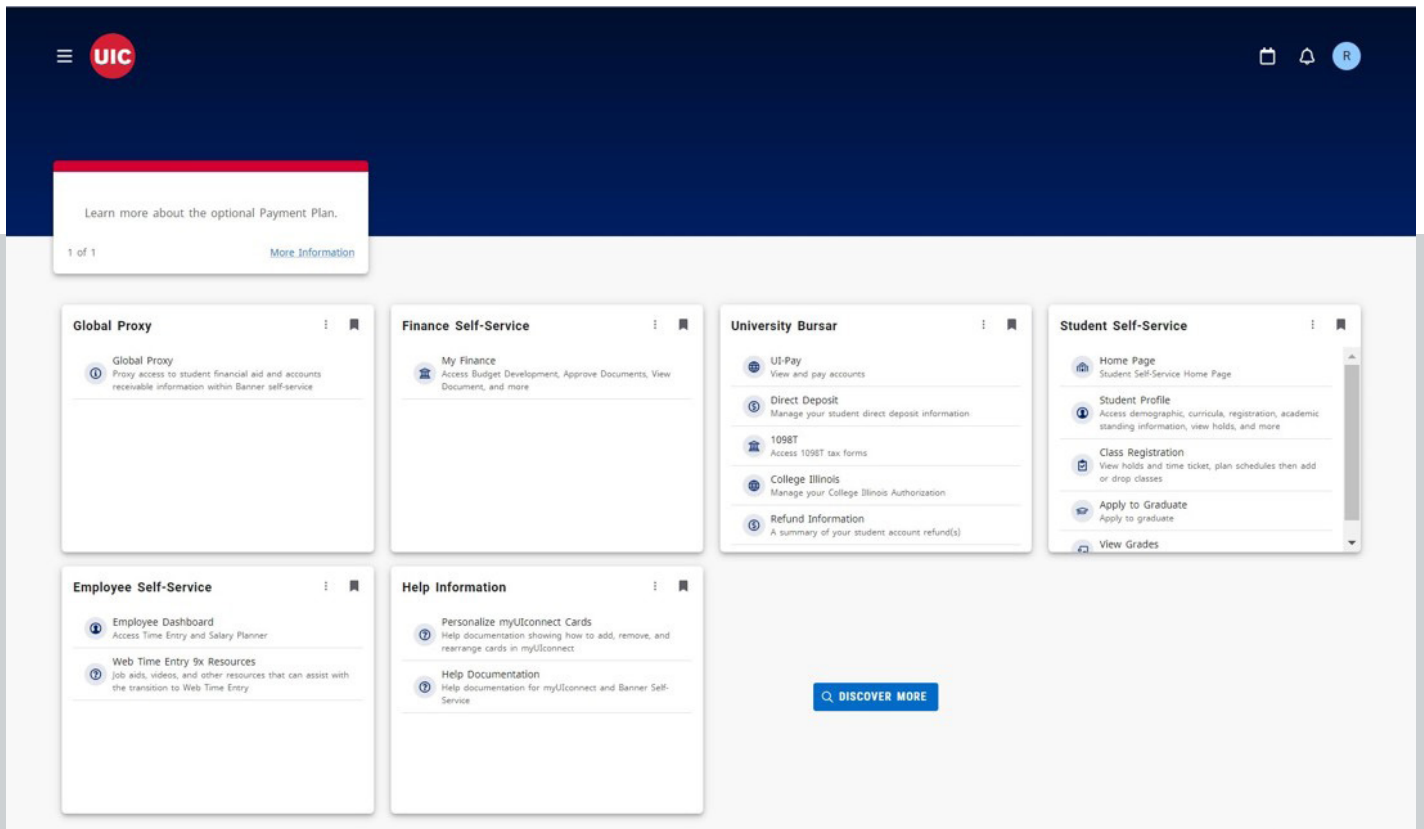 UIC
R
Learn more about the optional Payment Plan.
1 of 1
More Information
Global Proxy
Global Proxy
Proxy access to student financial aid and accounts
receivable information within Banner self-service
Finance Self-Service
My Finance
Access Budget Development, Approve Documents, View
Document, and more
University Bursar
UI-Pay
View and pay accounts
Direct Deposit
Manage your student direct deposit information
1098T
Access 1098T tax forms
College Illinois
Manage your College Illinois Authorization
Refund Information
A summary of your student account refund(s)
Student Self-Service
Home Page
Student Self-Service Home Page
Student Profile
Access demographic, curricula, registration, academic
standing information, view holds, and more
Class Registration
View holds and time ticket, plan schedules then add
or drop classes
Apply to Graduate
Apply to graduate
View Grades
Employee Self-Service
Employee Dashboard
Access Time Entry and Salary Planner
Web Time Entry 9x Resources
Job aids, videos, and other resources that can assist with
the transition to Web Time Entry
Help Information
Personalize myUIconnect Cards
Help documentation showing how to add, remove, and
rearrange cards in myUIconnect
Help Documentation
Help documentation for myUIconnect and Banner Self-
Service
DISCOVER MORE